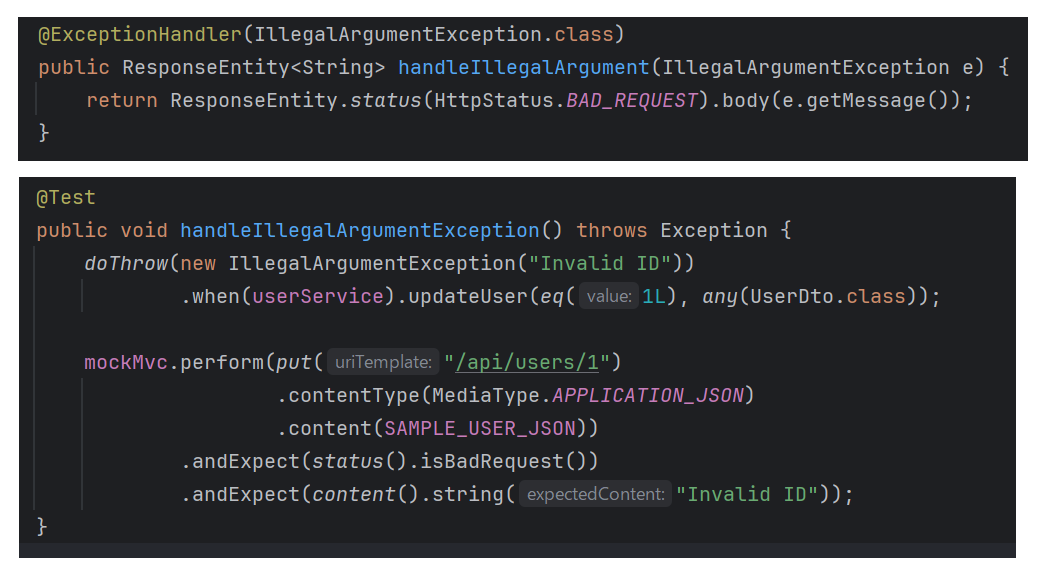 @ExceptionHandler(IllegalArgumentException.class)
public ResponseEntity<String> handleIllegalArgument(IllegalArgumentException e) {
    return ResponseEntity.status(HttpStatus.BAD_REQUEST).body(e.getMessage());
}
@Test
public void handleIllegalArgumentException() throws Exception {
    doThrow(new IllegalArgumentException("Invalid ID"))
            .when(userService).updateUser(eq( value: 1L), any(UserDto.class));
    mockMvc.perform(put( uriTemplate: "/api/users/1")
                    .contentType(MediaType.APPLICATION_JSON)
                    .content(SAMPLE_USER_JSON))
            .andExpect(status().isBadRequest())
            .andExpect(content().string( expectedContent: "Invalid ID"));
}